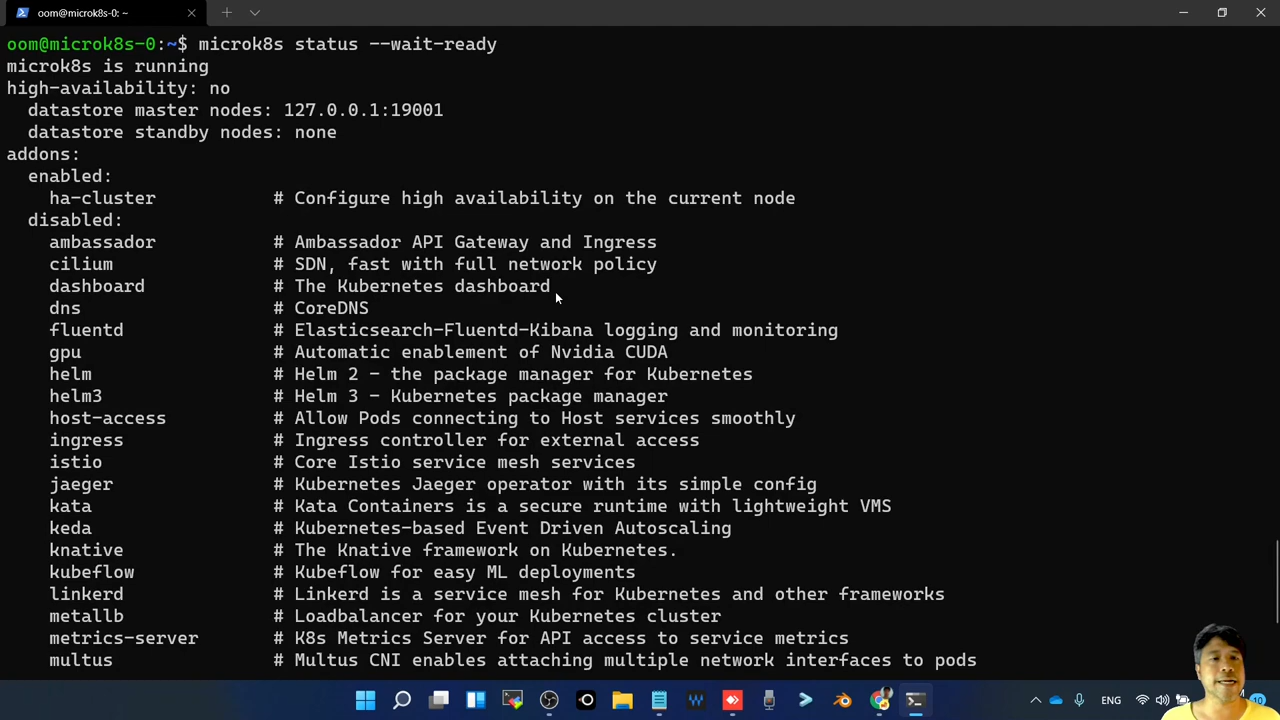 oom@microk8s-0: ~
oom@microk8s-0:~$ microk8s status --wait-ready
microk8s is running
high-availability: no
  datastore master nodes: 127.0.0.1:19001
  datastore standby nodes: none
addons:
  enabled:
    ha-cluster           # Configure high availability on the current node
  disabled:
    ambassador           # Ambassador API Gateway and Ingress
    cilium               # SDN, fast with full network policy
    dashboard            # The Kubernetes dashboard
    dns                  # CoreDNS
    fluentd              # Elasticsearch-Fluentd-Kibana logging and monitoring
    gpu                  # Automatic enablement of Nvidia CUDA
    helm                 # Helm 2 - the package manager for Kubernetes
    helm3                # Helm 3 - Kubernetes package manager
    host-access          # Allow Pods connecting to Host services smoothly
    ingress              # Ingress controller for external access
    istio                # Core Istio service mesh services
    jaeger               # Kubernetes Jaeger operator with its simple config
    kata                 # Kata Containers is a secure runtime with lightweight VMS
    keda                 # Kubernetes-based Event Driven Autoscaling
    knative              # The Knative framework on Kubernetes.
    kubeflow             # Kubeflow for easy ML deployments
    linkerd              # Linkerd is a service mesh for Kubernetes and other frameworks
    metallb              # Loadbalancer for your Kubernetes cluster
    metrics-server       # K8s Metrics Server for API access to service metrics
    multus               # Multus CNI enables attaching multiple network interfaces to pods
ENG
10